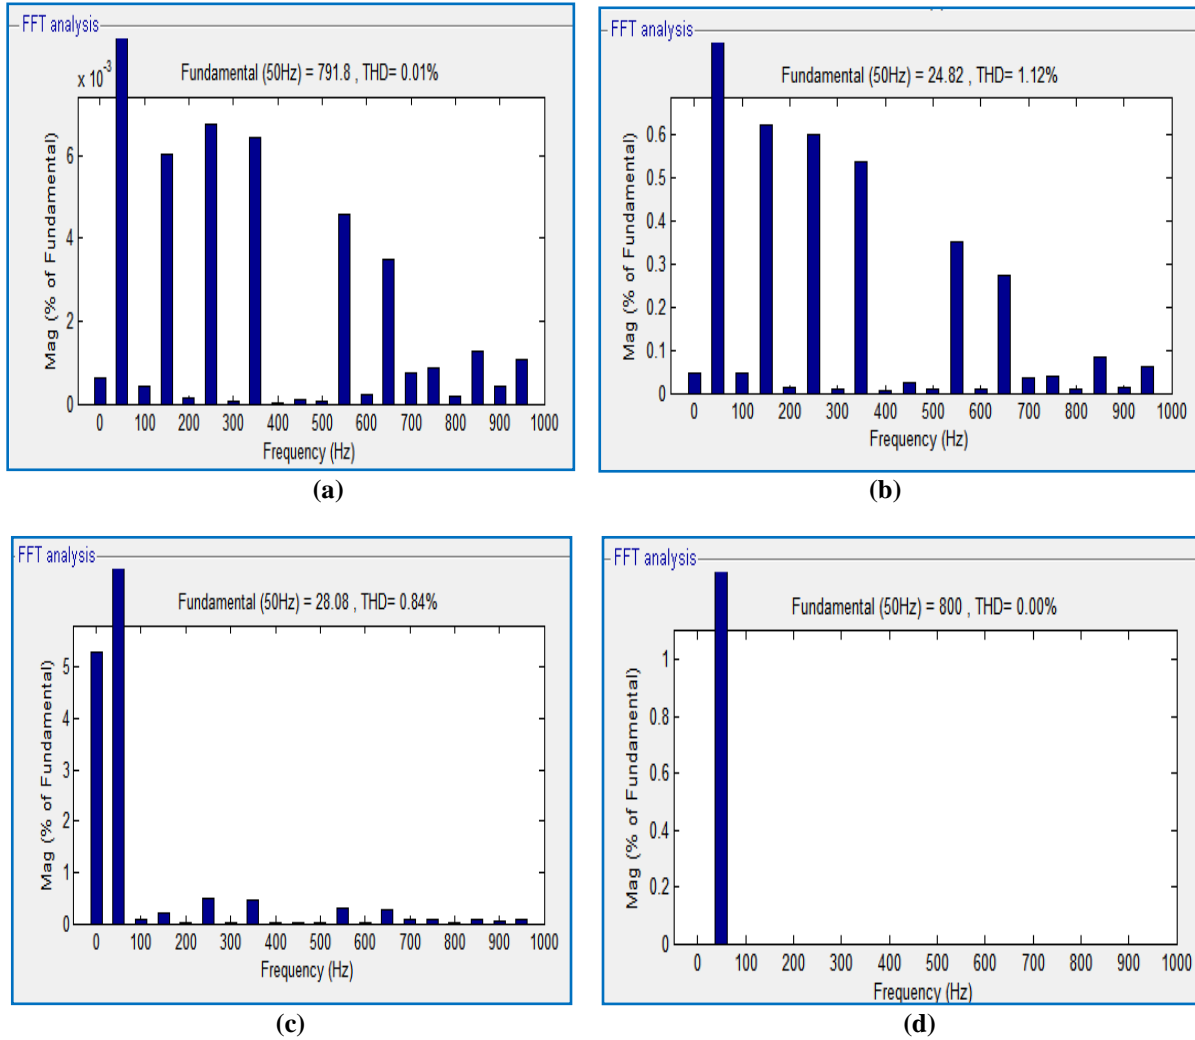 FFT analysis
Fundamental (50Hz) = 791.8 , THD= 0.01%
x 10^-3
Mag (% of Fundamental)
6
4
2
0
0 100 200 300 400 500 600 700 800 900 1000
Frequency (Hz)
(a)
FFT analysis
Fundamental (50Hz) = 24.82 , THD= 1.12%
Mag (% of Fundamental)
0.6
0.5
0.4
0.3
0.2
0.1
0
0 100 200 300 400 500 600 700 800 900 1000
Frequency (Hz)
(b)
FFT analysis
Fundamental (50Hz) = 28.08 , THD= 0.84%
Mag (% of Fundamental)
5
4
3
2
1
0
0 100 200 300 400 500 600 700 800 900 1000
Frequency (Hz)
(c)
FFT analysis
Fundamental (50Hz) = 800 , THD= 0.00%
Mag (% of Fundamental)
1
0.8
0.6
0.4
0.2
0
0 100 200 300 400 500 600 700 800 900 1000
Frequency (Hz)
(d)